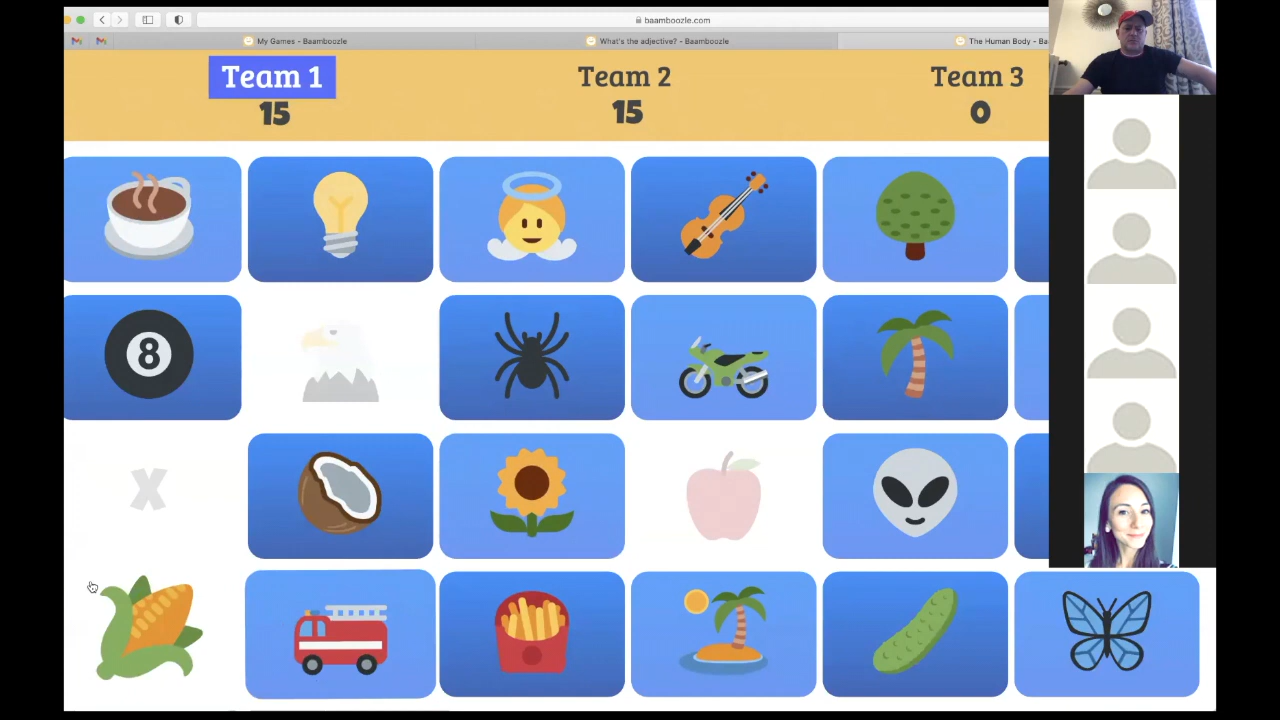 baamboozle.com
My Games - Baamboozle
What's the adjective? - Baamboozle
The Human Body - Ba
Team 1
Team 2
Team 3
15
15
0
8
X